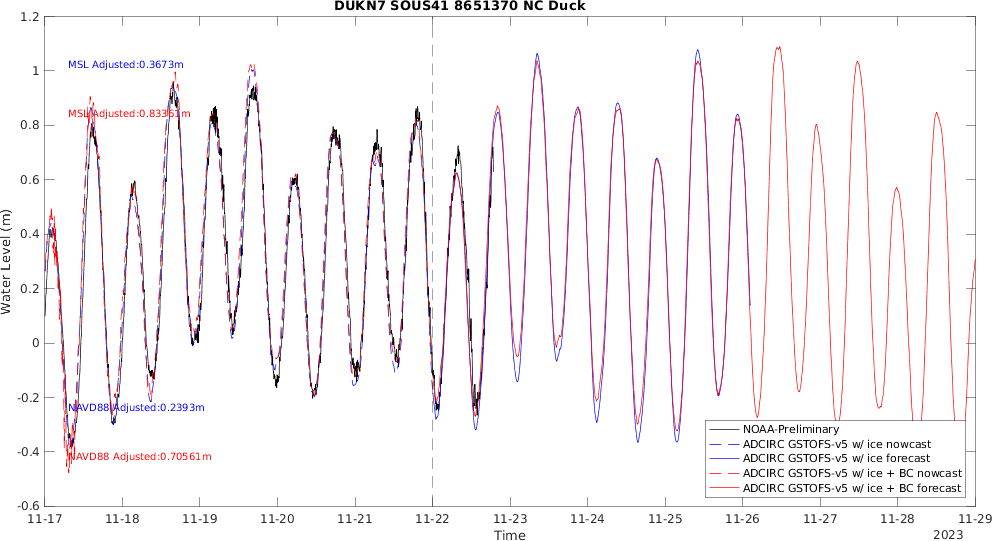 DUKN7 SOUS41 8651370 NC Duck
1.2
1
0.8
0.6
0.4
0.2
0
-0.2
-0.4
-0.6
Water Level (m)
MSL Adjusted:0.3673m
MSL Adjusted:0.83361m
NAVD88 Adjusted:0.2393m
NAVD88 Adjusted:0.70561m
NOAA-Preliminary
ADCIRC GSTOFS-v5 w/ ice nowcast
ADCIRC GSTOFS-v5 w/ ice forecast
ADCIRC GSTOFS-v5 w/ ice + BC nowcast
ADCIRC GSTOFS-v5 w/ ice + BC forecast
11-17 11-18 11-19 11-20 11-21 11-22 11-23 11-24 11-25 11-26 11-27 11-28 11-29
Time
2023